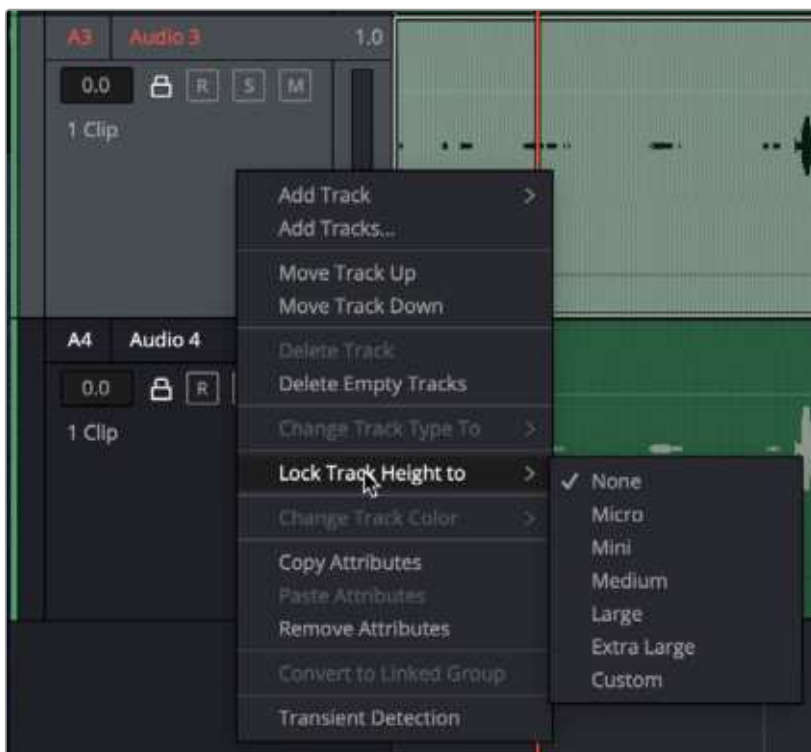 A3 Audio 3 1.0
0.0 R S M
1 Clip
Add Track
Add Tracks...
Move Track Up
Move Track Down
A4 Audio 4
Delete Track
0.0 R
Delete Empty Tracks
1 Clip
Change Track Type To
Lock Track Height to
None
Micro
Change Track Color
Mini
Copy Attributes
Medium
Paste Attributes
Large
Remove Attributes
Extra Large
Convert to Linked Group
Custom
Transient Detection